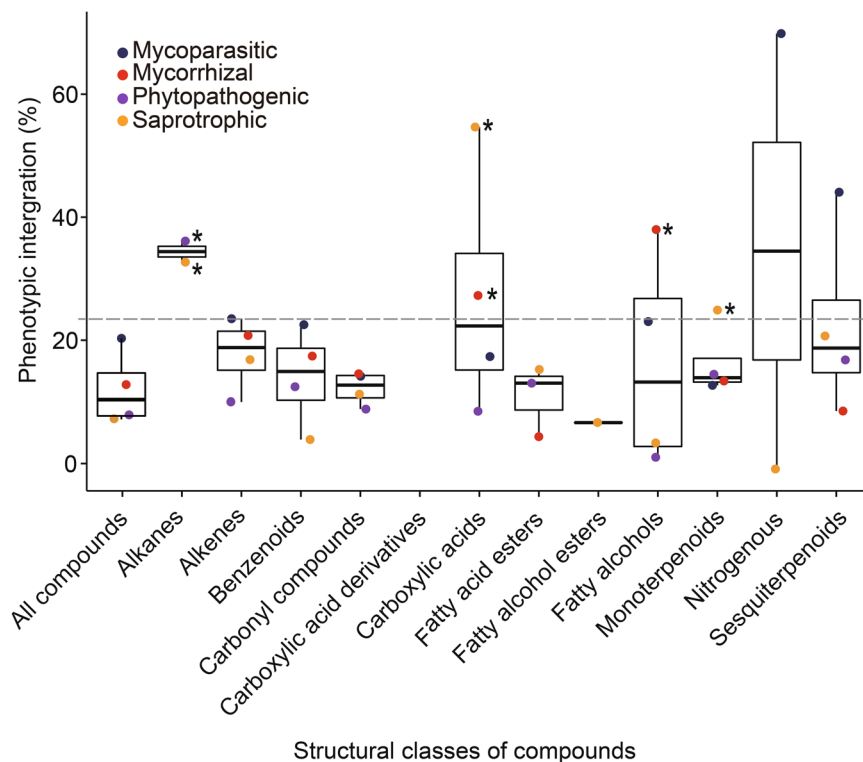 Mycoparasitic
Mycorrhizal
Phytopathogenic
Saprotrophic
Phenotypic intergration (%)
60
40
20
0
*
*
*
*
*
*
All compounds
Alkanes
Alkenes
Benzenoids
Carbonyl compounds
Carboxylic acid derivatives
Carboxylic acids
Fatty acid esters
Fatty alcohol esters
Fatty alcohols
Monoterpenoids
Nitrogenous
Sesquiterpenoids
Structural classes of compounds